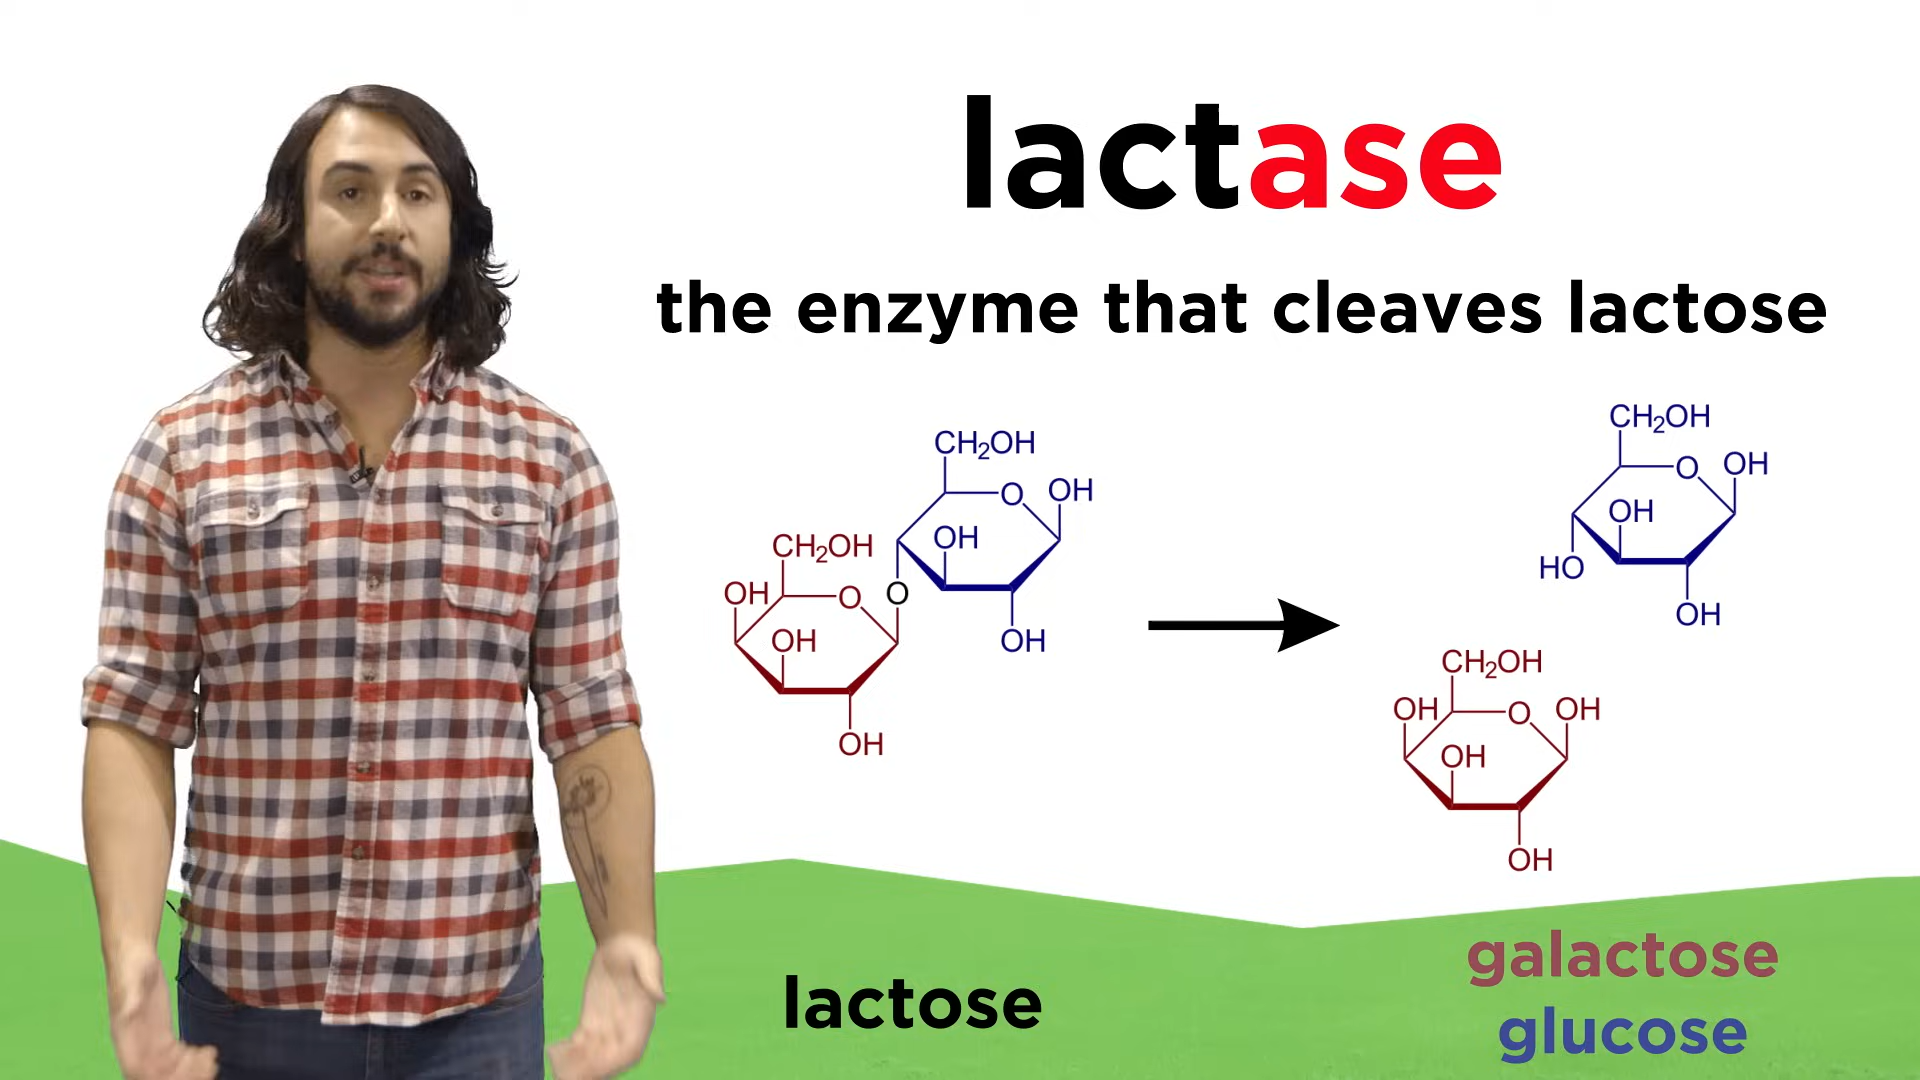 lactase
the enzyme that cleaves lactose
CH₂OH
O
OH
OH
OH
O
CH₂OH
OH
O
OH
OH
CH₂OH
O
OH
OH
HO
OH
CH₂OH
OH
O
OH
OH
OH
lactose
galactose
glucose